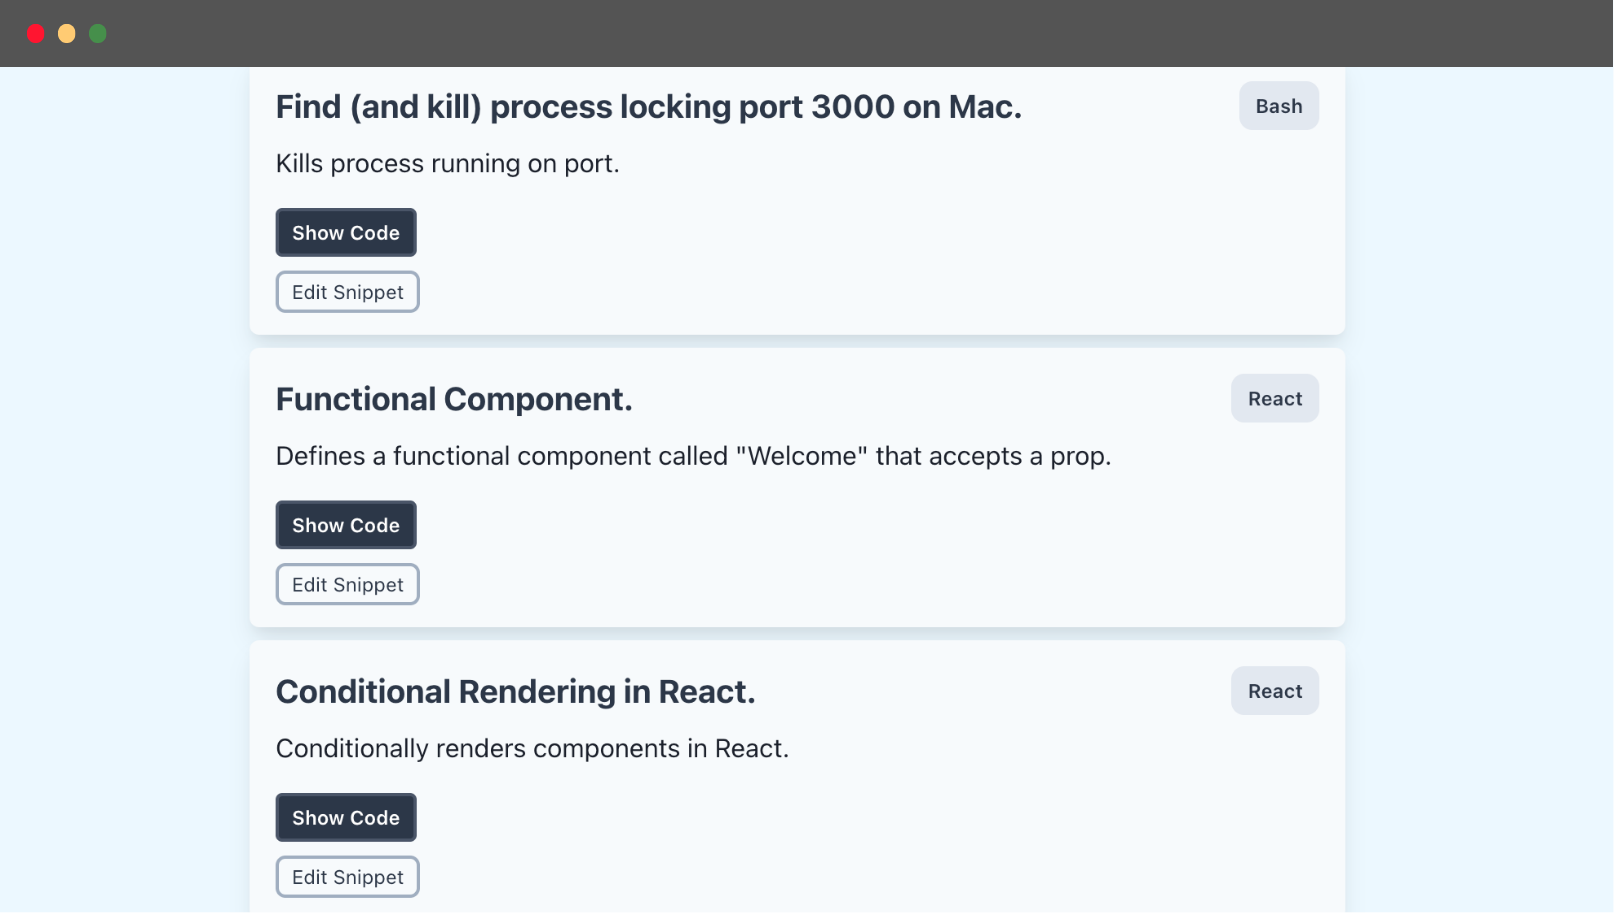 Find (and kill) process locking port 3000 on Mac.
Bash
Kills process running on port.
Show Code
Edit Snippet
Functional Component.
React
Defines a functional component called "Welcome" that accepts a prop.
Show Code
Edit Snippet
Conditional Rendering in React.
React
Conditionally renders components in React.
Show Code
Edit Snippet